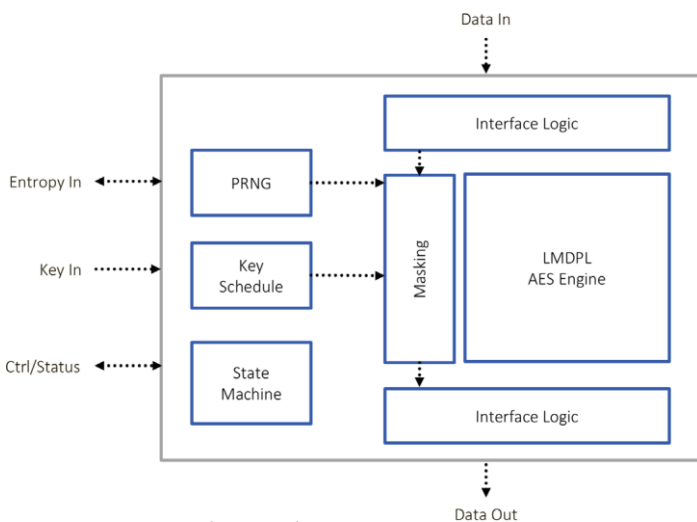 Data In
Interface Logic
Entropy In
PRNG
Key In
Key
Schedule
Masking
LMDPL
AES Engine
Ctrl/Status
State
Machine
Interface Logic
Data Out